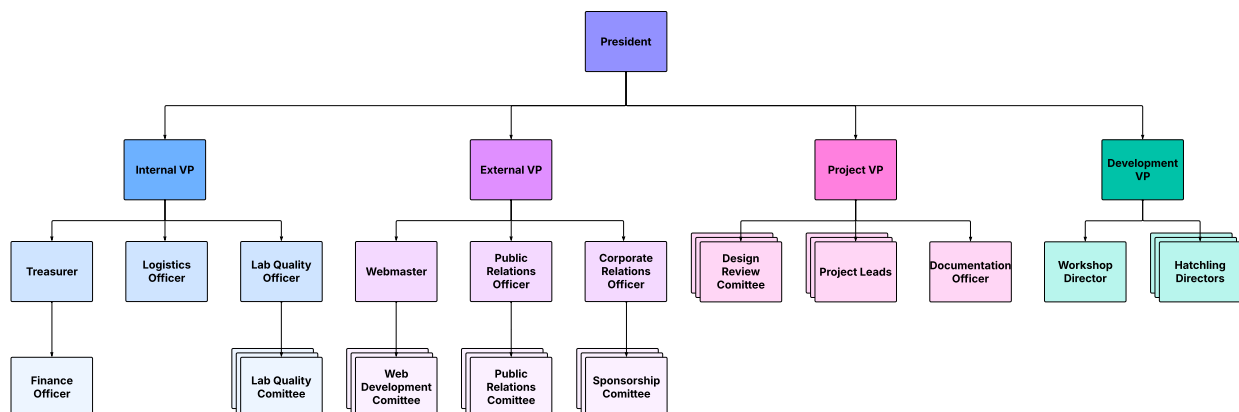 President
Internal VP
External VP
Project VP
Development
VP
Treasurer
Logistics
Officer
Lab Quality
Officer
Webmaster
Public
Relations
Officer
Corporate
Relations
Officer
Design
Review
Comittee
Project Leads
Documentation
Officer
Workshop
Director
Hatchling
Directors
Finance
Officer
Lab Quality
Comittee
Web
Development
Comittee
Public
Relations
Comittee
Sponsorship
Comittee